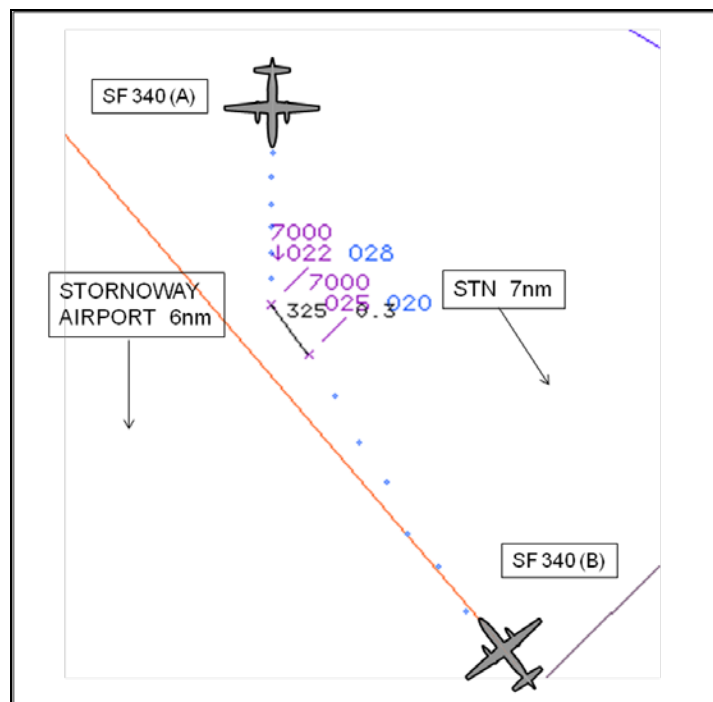 SF 340 (A)
7000
↓022 028
7000
025 020
325 0.3
STORNOWAY
AIRPORT 6nm
STN 7nm
SF 340 (B)